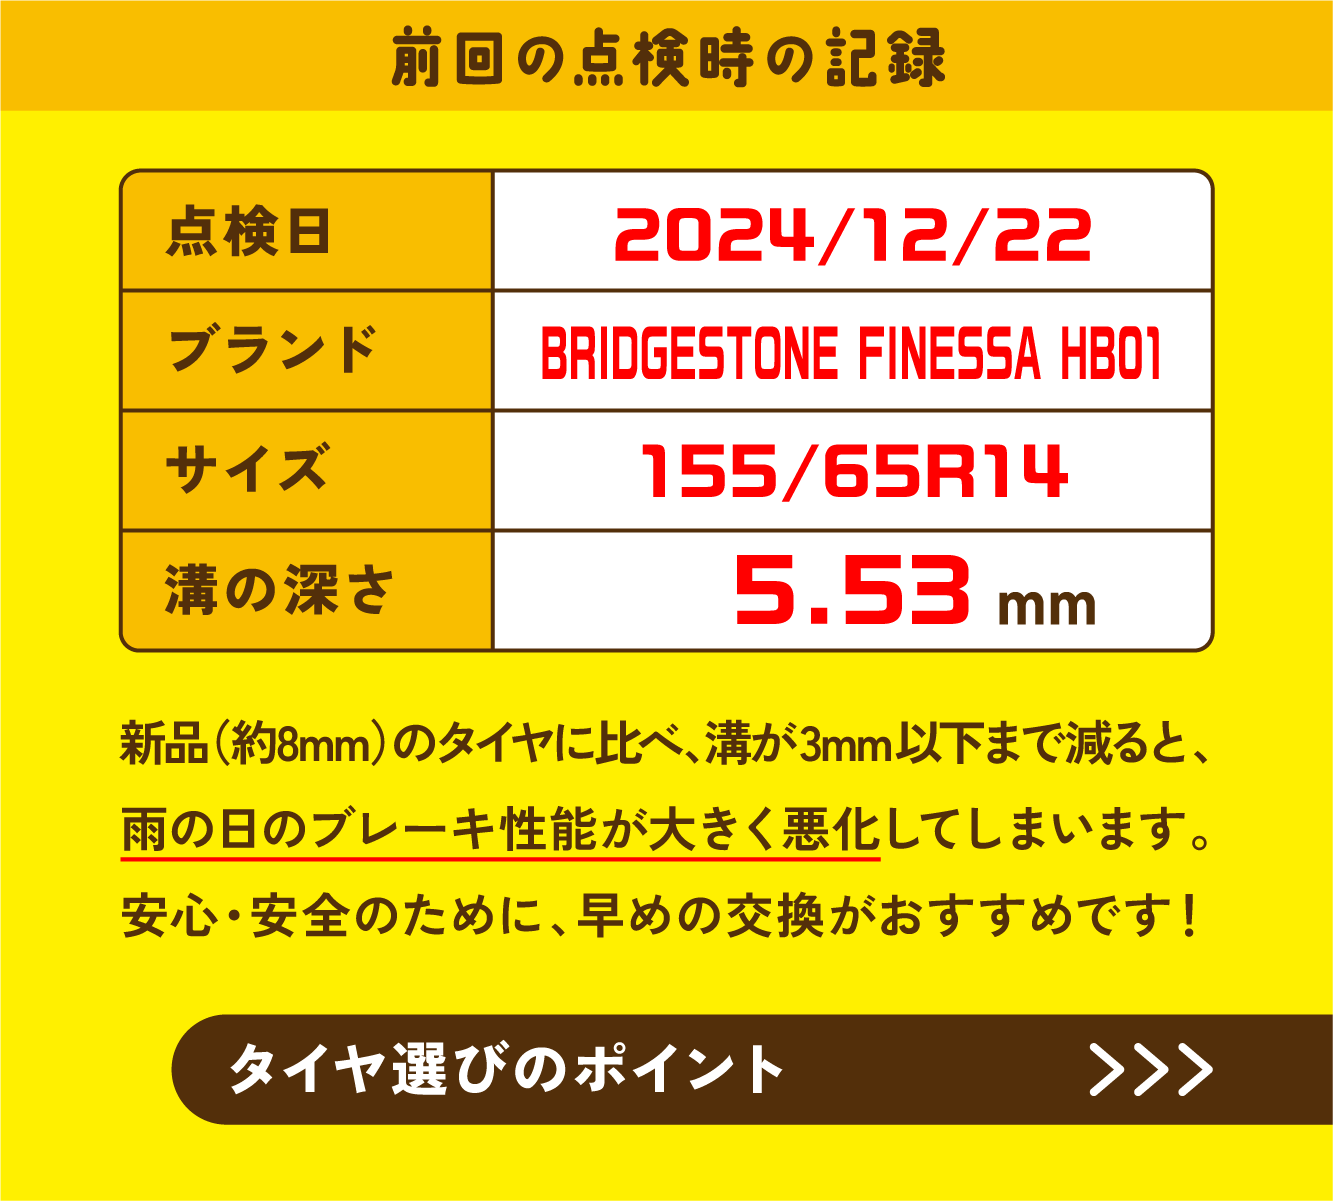 前回の点検時の記録
点検日 2024/12/22
ブランド BRIDGESTONE FINESSA HB01
サイズ 155/65R14
溝の深さ 5.53 mm
新品（約8mm）のタイヤに比べ、溝が3mm以下まで減ると、
雨の日のブレーキ性能が大きく悪化してしまいます。
安心・安全のために、早めの交換がおすすめです！
タイヤ選びのポイント